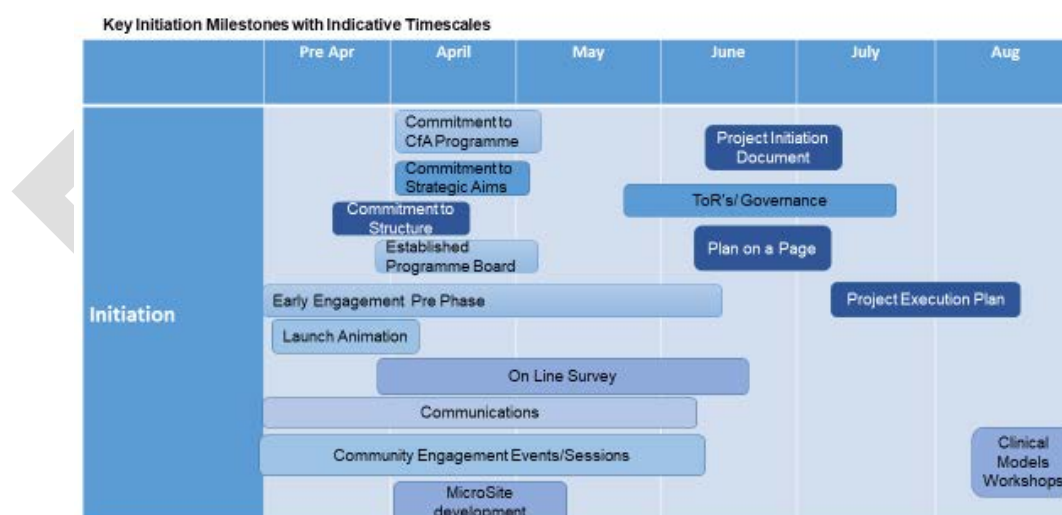 Key Initiation Milestones with Indicative Timescales
Pre Apr
April
May
June
July
Aug
Initiation
Commitment to
CfA Programme
Commitment to
Strategic Aims
Commitment to
Structure
Established
Programme Board
Project Initiation
Document
ToR's/ Governance
Plan on a Page
Early Engagement Pre Phase
Project Execution Plan
Launch Animation
On Line Survey
Communications
Community Engagement Events/Sessions
Clinical
Models
Workshops
MicroSite
development